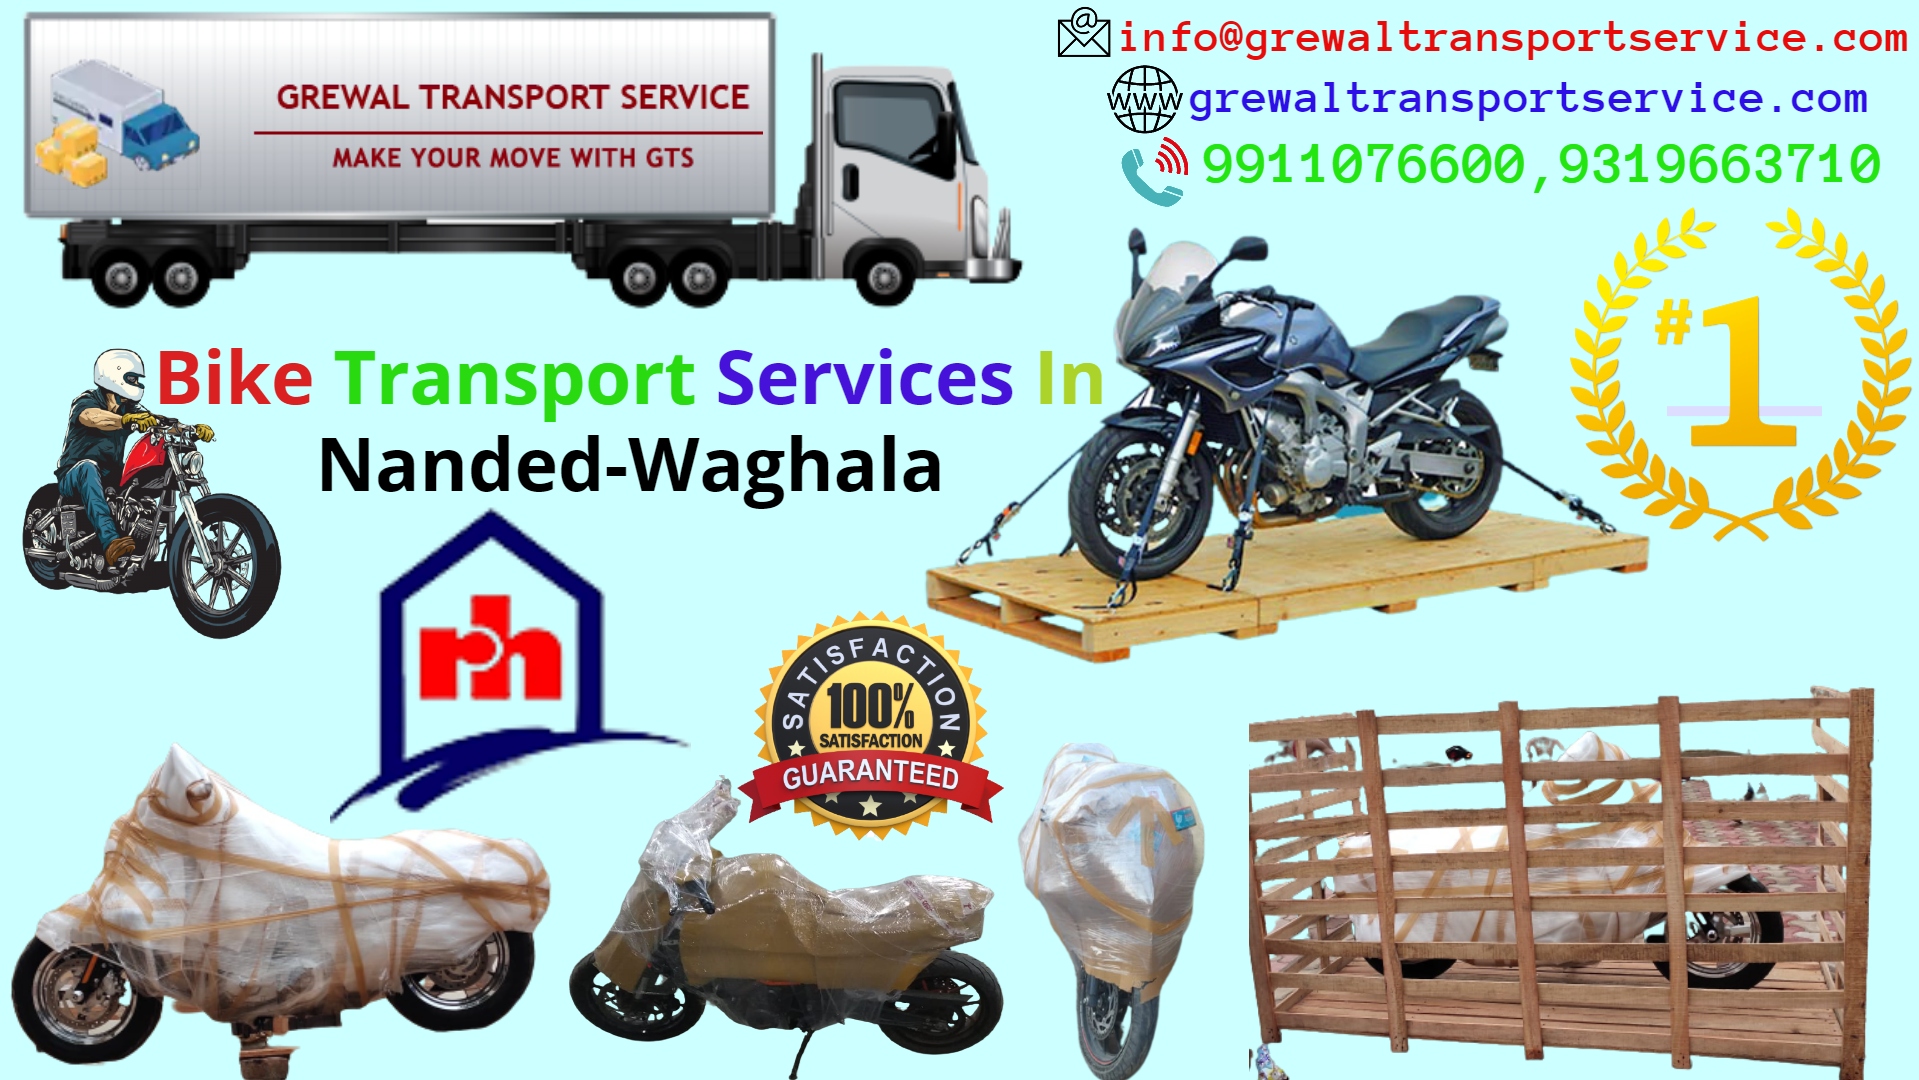 GREWAL TRANSPORT SERVICE
MAKE YOUR MOVE WITH GTS
@
info@grewaltransportservice.com
WWW
grewaltransportservice.com
9911076600,9319663710
#1
Bike Transport Services In
Nanded-Waghala
rh
SATISFACTION
100%
SATISFACTION
GUARANTEED